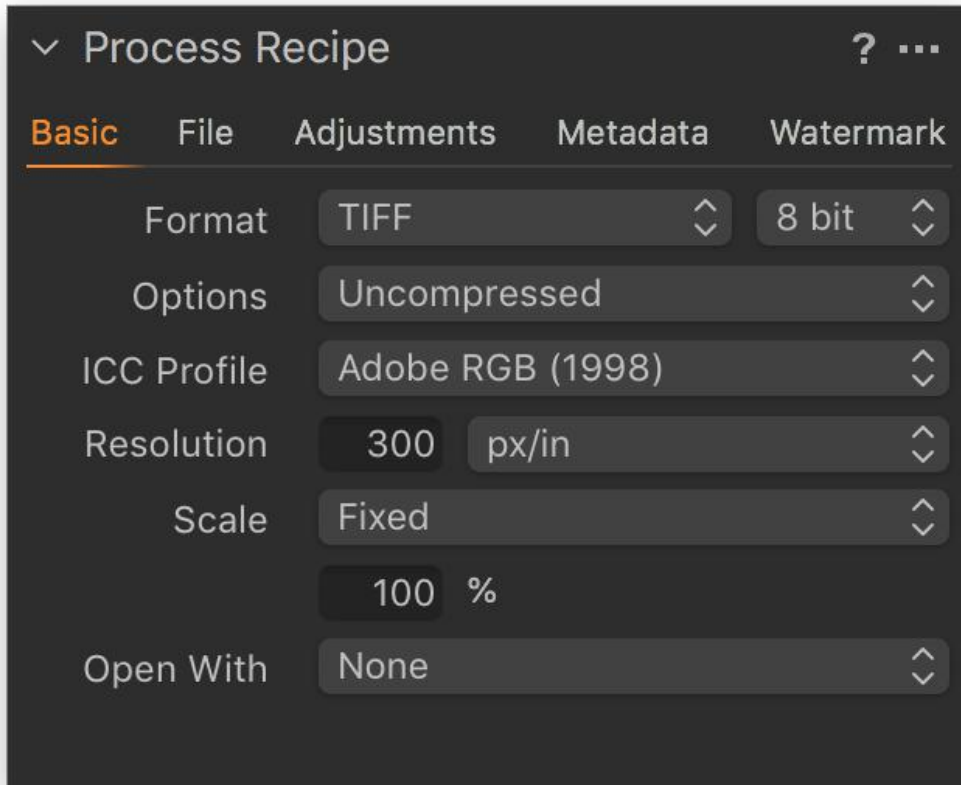 Process Recipe ? ...
Basic File Adjustments Metadata Watermark
Format TIFF 8 bit
Options Uncompressed
ICC Profile Adobe RGB (1998)
Resolution 300 px/in
Scale Fixed
100 %
Open With None